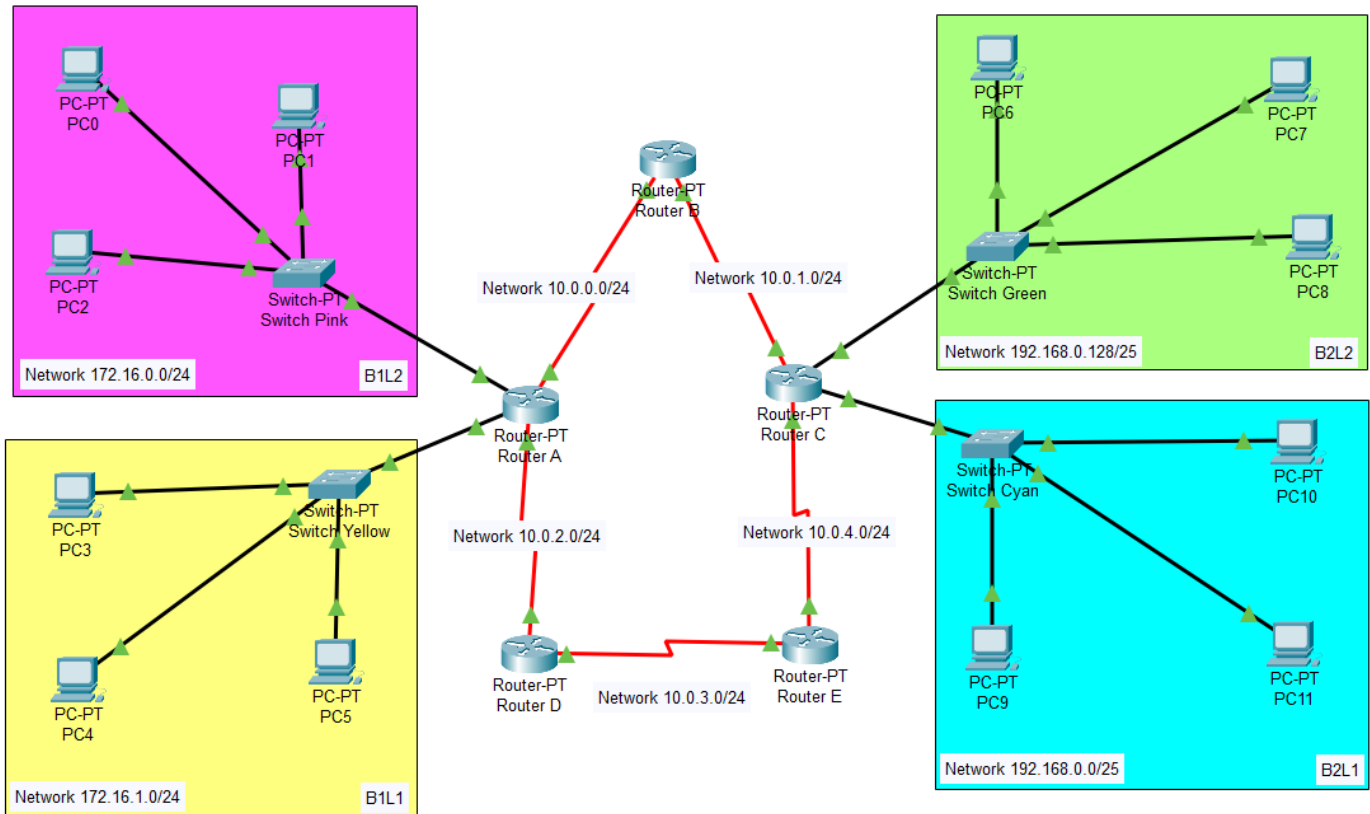 PC-PT
PC0
PC-PT
PC1
PC-PT
PC2
Switch-PT
Switch Pink
Network 172.16.0.0/24
B1L2
PC-PT
PC3
PC-PT
PC4
PC-PT
PC5
Switch-PT
Switch Yellow
Network 172.16.1.0/24
B1L1
Router-PT
Router B
Network 10.0.0.0/24
Network 10.0.1.0/24
Router-PT
Router A
Router-PT
Router C
Network 10.0.2.0/24
Network 10.0.4.0/24
Router-PT
Router D
Router-PT
Router E
Network 10.0.3.0/24
PC-PT
PC6
PC-PT
PC7
PC-PT
PC8
Switch-PT
Switch Green
Network 192.168.0.128/25
B2L2
Switch-PT
Switch Cyan
PC-PT
PC10
PC-PT
PC9
PC-PT
PC11
Network 192.168.0.0/25
B2L1